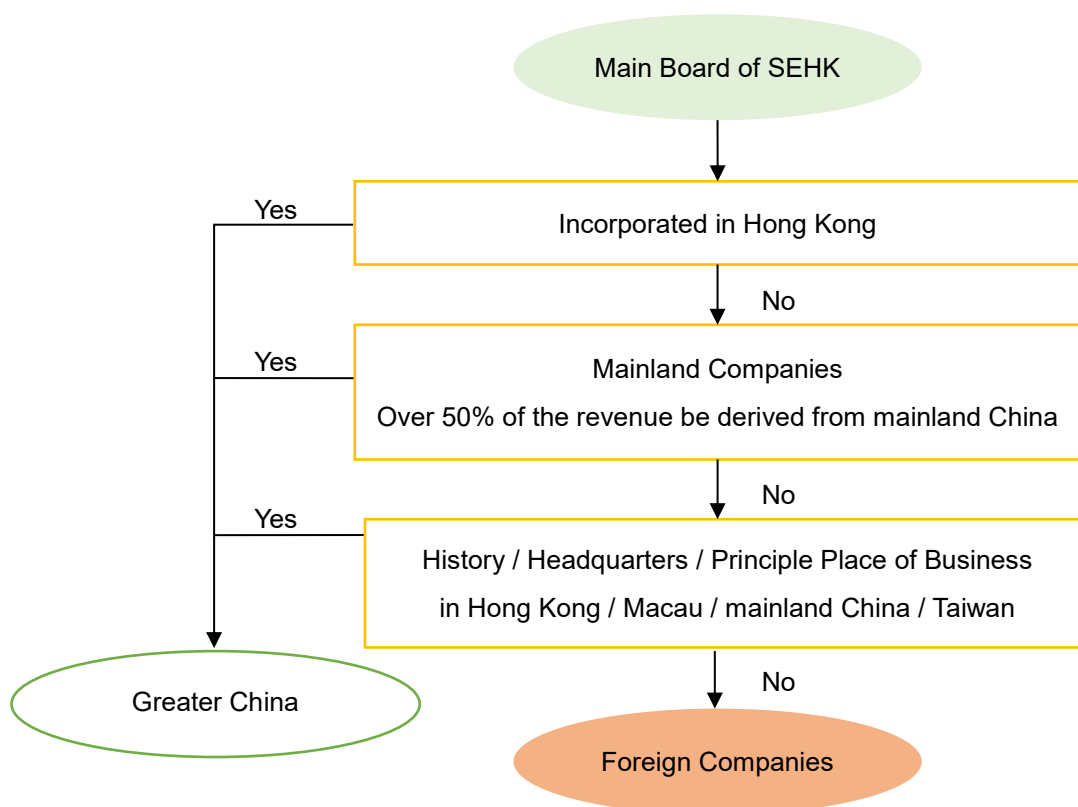 Main Board of SEHK
Yes
Incorporated in Hong Kong
No
Yes
Mainland Companies
Over 50% of the revenue be derived from mainland China
No
Yes
History / Headquarters / Principle Place of Business
in Hong Kong / Macau / mainland China / Taiwan
No
Greater China
Foreign Companies